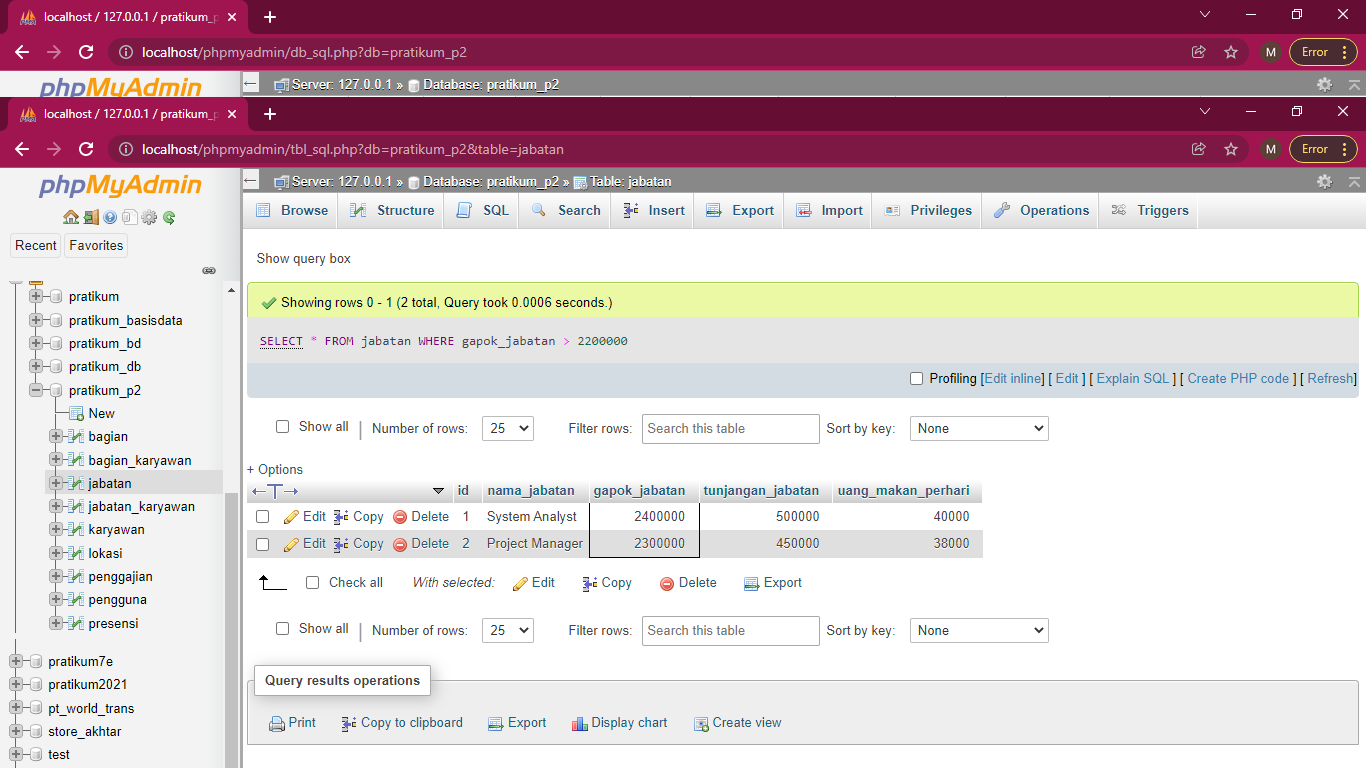 localhost / 127.0.0.1 / pratikum_p
localhost/phpmyadmin/db_sql.php?db=pratikum_p2
M
Error
phpMyAdmin
Server: 127.0.0.1 » Database: pratikum_p2
localhost / 127.0.0.1 / pratikum_p
localhost/phpmyadmin/tbl_sql.php?db=pratikum_p2&table=jabatan
M
Error
phpMyAdmin
Server: 127.0.0.1 » Database: pratikum_p2 » Table: jabatan
Browse Structure SQL Search Insert Export Import Privileges Operations Triggers
Recent Favorites
pratikum
pratikum_basisdata
pratikum_bd
pratikum_db
pratikum_p2
New
bagian
bagian_karyawan
jabatan
jabatan_karyawan
karyawan
lokasi
penggajian
pengguna
presensi
pratikum7e
pratikum2021
pt_world_trans
store_akhtar
test
Show query box
Showing rows 0 - 1 (2 total, Query took 0.0006 seconds.)
SELECT * FROM jabatan WHERE gapok_jabatan > 2200000
Profiling [Edit inline] [ Edit ] [ Explain SQL ] [ Create PHP code ] [ Refresh]
Show all | Number of rows: 25 Filter rows: Search this table Sort by key: None
+ Options
←T→ id nama_jabatan gapok_jabatan tunjangan_jabatan uang_makan_perhari
Edit Copy Delete 1 System Analyst 2400000 500000 40000
Edit Copy Delete 2 Project Manager 2300000 450000 38000
Check all With selected: Edit Copy Delete Export
Show all | Number of rows: 25 Filter rows: Search this table Sort by key: None
Query results operations
Print Copy to clipboard Export Display chart Create view